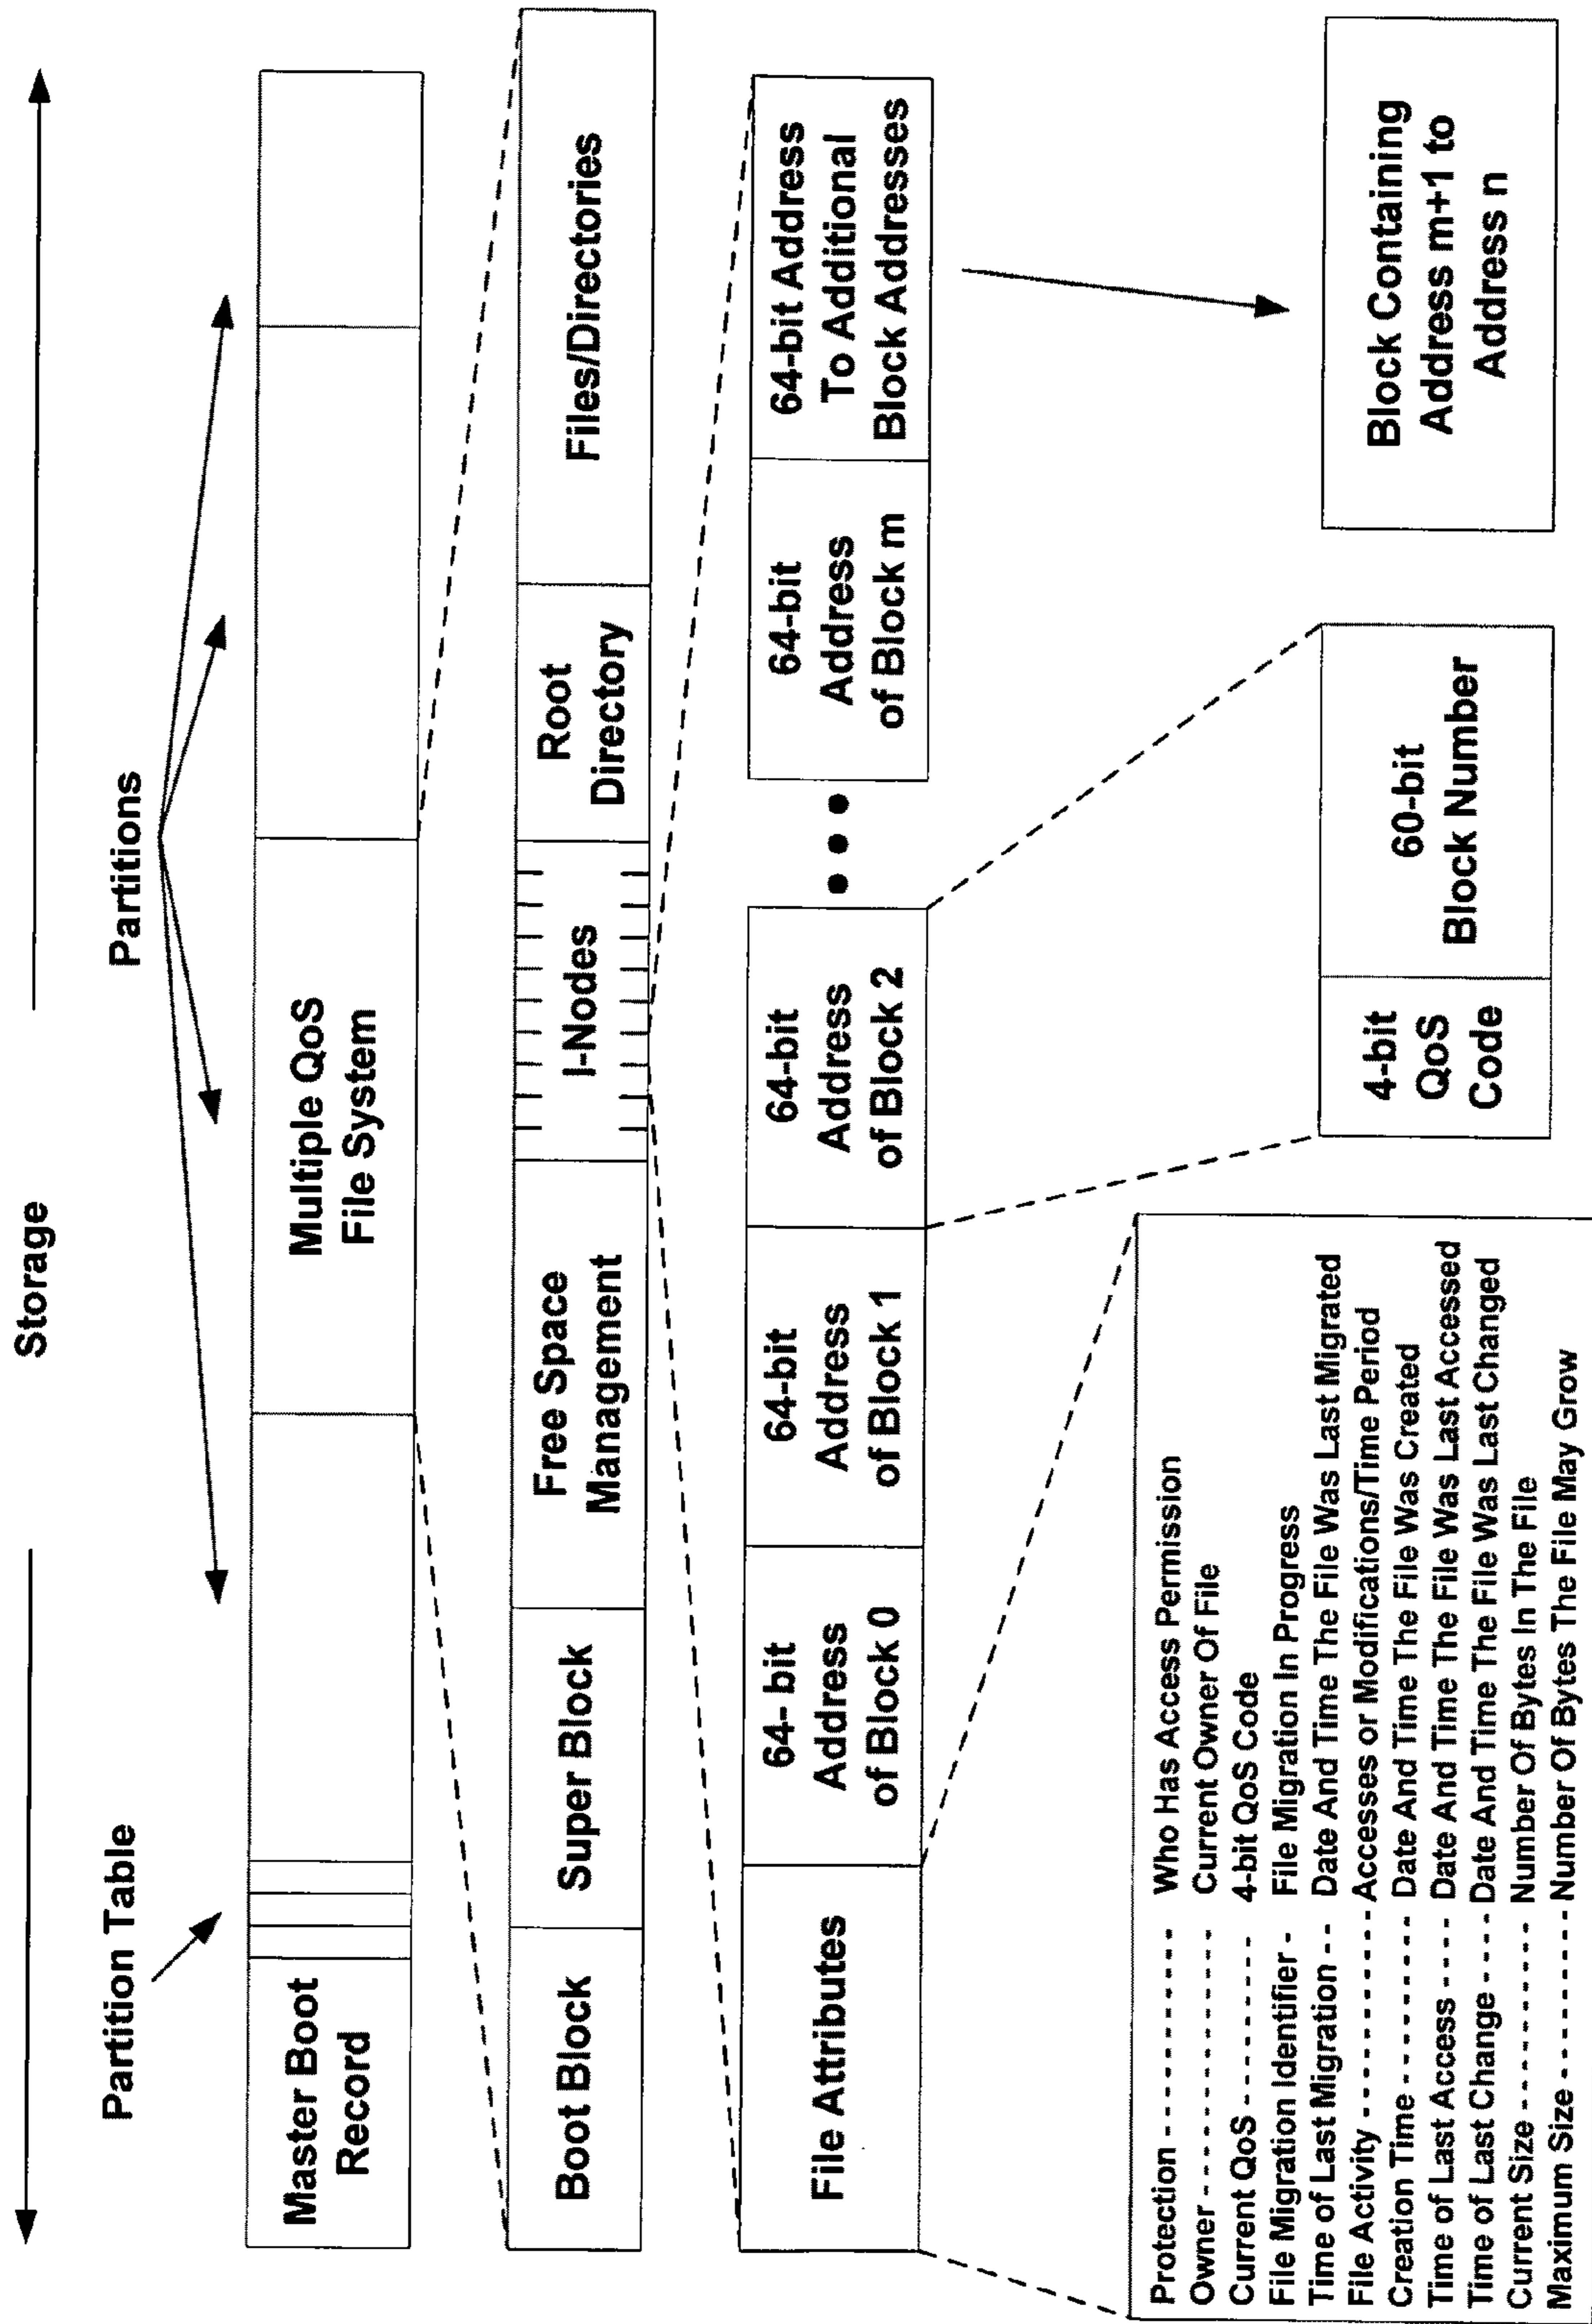 Storage
Partition Table
Partitions
Master Boot
Record
Multiple QoS
File System
Boot Block
Super Block
Free Space
Management
I-Nodes
Root
Directory
Files/Directories
File Attributes
64- bit
Address
of Block 0
64-bit
Address
of Block 1
64-bit
Address
of Block 2
64-bit
Address
of Block m
64-bit Address
To Additional
Block Addresses
Protection - - - - - - - - - - Who Has Access Permission
Owner - - - - - - - - - - - - Current Owner Of File
Current QoS - - - - - - - - 4-bit QoS Code
File Migration Identifier - File Migration In Progress
Time of Last Migration - - Date And Time The File Was Last Migrated
File Activity - - - - - - - - - - Accesses or Modifications/Time Period
Creation Time - - - - - - - - Date And Time The File Was Created
Time of Last Access - - - - Date And Time The File Was Last Accessed
Time of Last Change - - - - Date And Time The File Was Last Changed
Current Size - - - - - - - - - Number Of Bytes In The File
Maximum Size - - - - - - - - Number Of Bytes The File May Grow
4-bit
QoS
Code
60-bit
Block Number
Block Containing
Address m+1 to
Address n